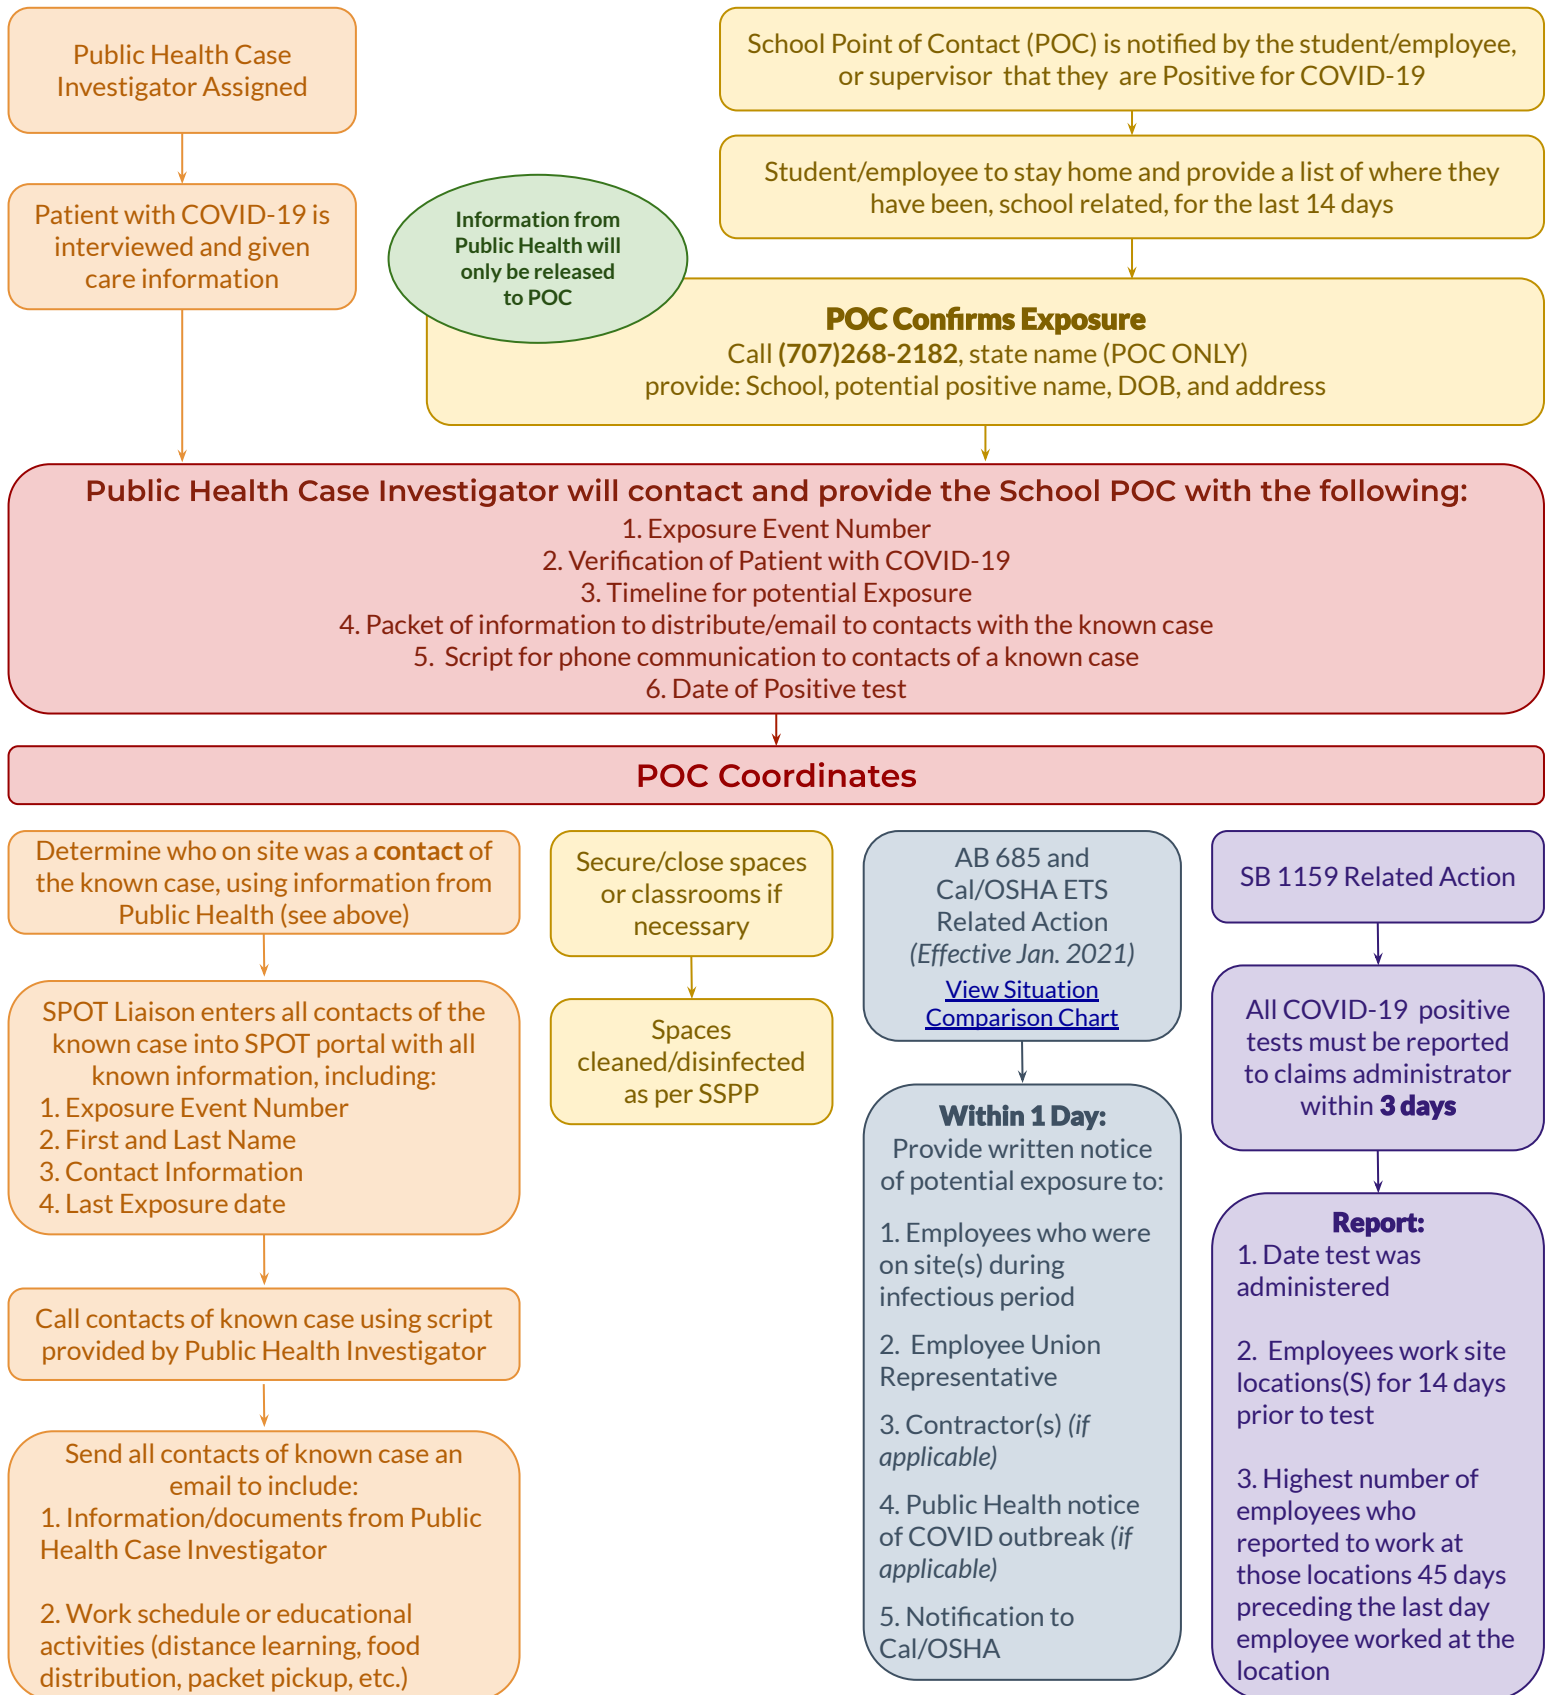 Public Health Case
Investigator Assigned
School Point of Contact (POC) is notified by the student/employee,
or supervisor that they are Positive for COVID-19
Patient with COVID-19 is
interviewed and given
care information
Student/employee to stay home and provide a list of where they
have been, school related, for the last 14 days
Information from
Public Health will
only be released
to POC
POC Confirms Exposure
Call (707)268-2182, state name (POC ONLY)
provide: School, potential positive name, DOB, and address
Public Health Case Investigator will contact and provide the School POC with the following:
1. Exposure Event Number
2. Verification of Patient with COVID-19
3. Timeline for potential Exposure
4. Packet of information to distribute/email to contacts with the known case
5. Script for phone communication to contacts of a known case
6. Date of Positive test
POC Coordinates
Determine who on site was a contact of
the known case, using information from
Public Health (see above)
SPOT Liaison enters all contacts of the
known case into SPOT portal with all
known information, including:
1. Exposure Event Number
2. First and Last Name
3. Contact Information
4. Last Exposure date
Call contacts of known case using script
provided by Public Health Investigator
Send all contacts of known case an
email to include:
1. Information/documents from Public
Health Case Investigator
2. Work schedule or educational
activities (distance learning, food
distribution, packet pickup, etc.)
Secure/close spaces
or classrooms if
necessary
Spaces
cleaned/disinfected
as per SSPP
AB 685 and
Cal/OSHA ETS
Related Action
(Effective Jan. 2021)
View Situation
Comparison Chart
Within 1 Day:
Provide written notice
of potential exposure to:
1. Employees who were
on site(s) during
infectious period
2. Employee Union
Representative
3. Contractor(s) (if
applicable)
4. Public Health notice
of COVID outbreak (if
applicable)
5. Notification to
Cal/OSHA
SB 1159 Related Action
All COVID-19 positive
tests must be reported
to claims administrator
within 3 days
Report:
1. Date test was
administered
2. Employees work site
locations(S) for 14 days
prior to test
3. Highest number of
employees who
reported to work at
those locations 45 days
preceding the last day
employee worked at the
location